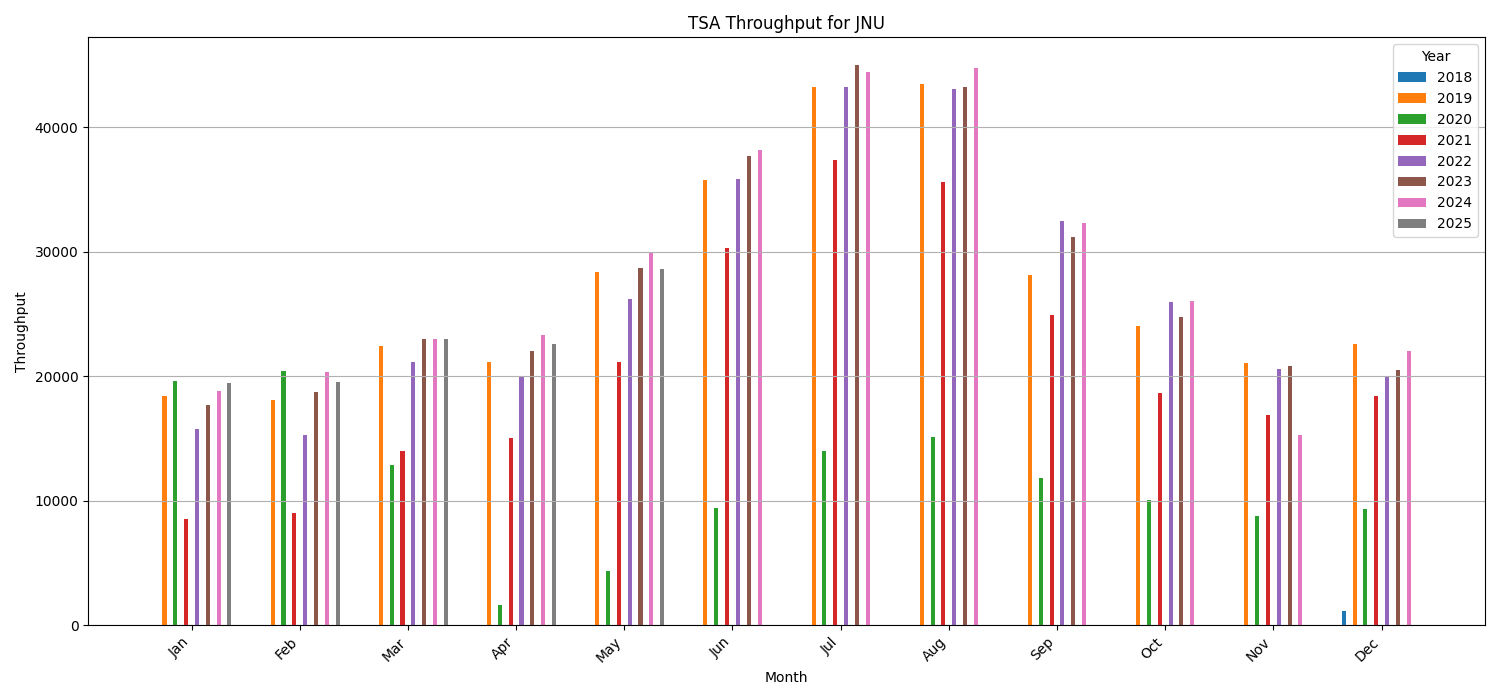 TSA Throughput for JNU
Year
2018
2019
2020
2021
2022
2023
2024
2025
Throughput
40000
30000
20000
10000
0
Jan
Feb
Mar
Apr
May
Jun
Jul
Aug
Sep
Oct
Nov
Dec
Month